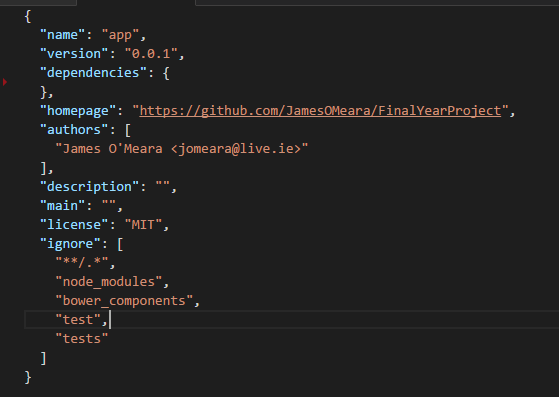 {
  "name": "app",
  "version": "0.0.1",
  "dependencies": {
  },
  "homepage": "https://github.com/JamesOMeara/FinalYearProject",
  "authors": [
    "James O'Meara <jomeara@live.ie>"
  ],
  "description": "",
  "main": "",
  "license": "MIT",
  "ignore": [
    "**/.*",
    "node_modules",
    "bower_components",
    "test",
    "tests"
  ]
}